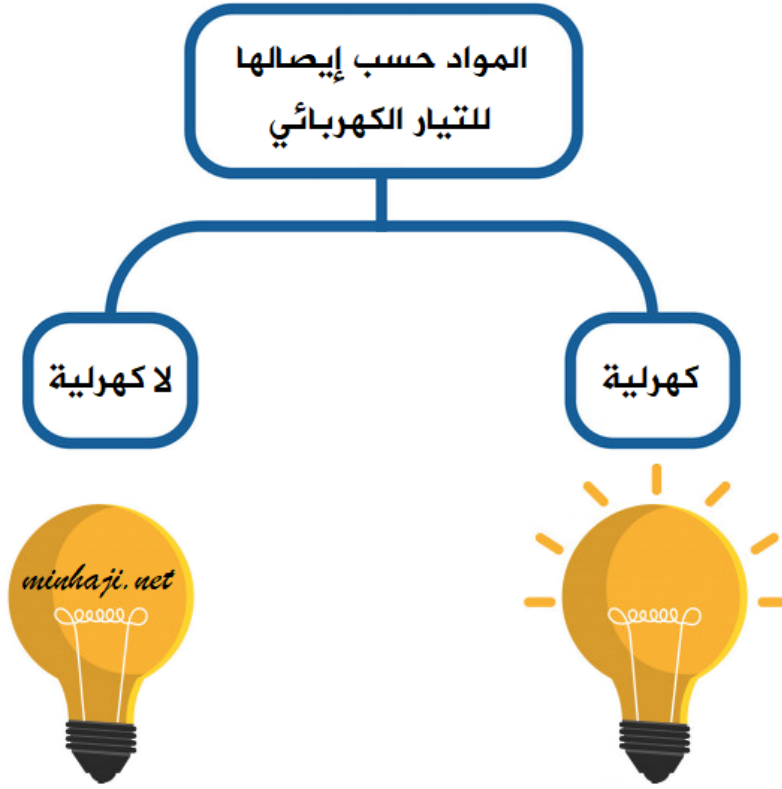 المواد حسب إيصالها
للتيار الكهربائي
كهرلية
لا كهرلية
minhaji.net